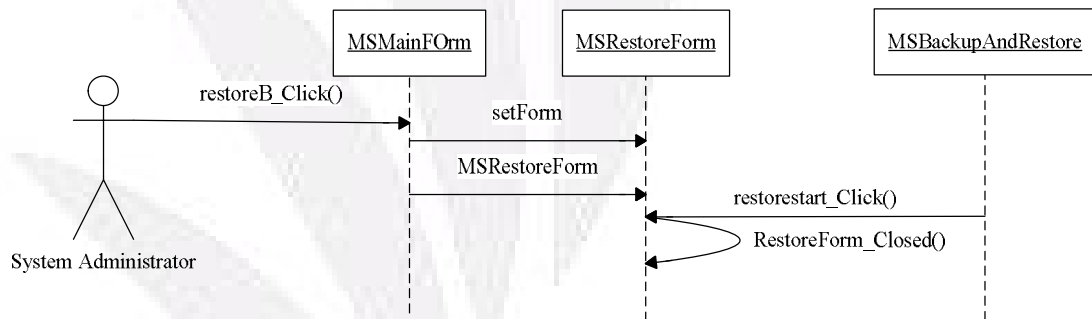 MSMainFOrm
MSRestoreForm
MSBackupAndRestore
restoreB_Click()
setForm
MSRestoreForm
restorestart_Click()
RestoreForm_Closed()
System Administrator